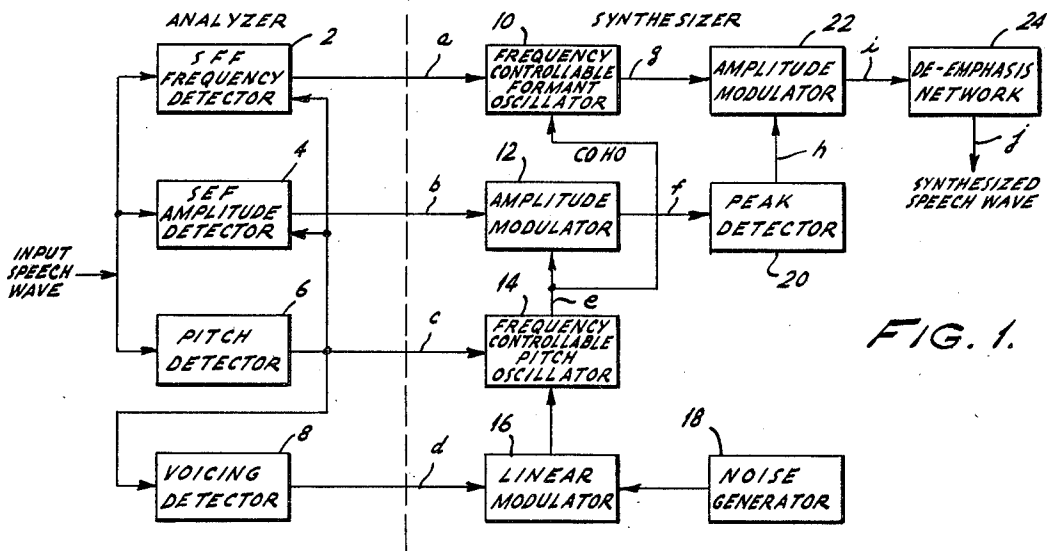 ANALYZER
SYNTHESIZER
2
SFF
FREQUENCY
DETECTOR
a
10
FREQUENCY
CONTROLLABLE
FORMANT
OSCILLATOR
g
22
AMPLITUDE
MODULATOR
i
24
DE-EMPHASIS
NETWORK
j
SYNTHESIZED
SPEECH WAVE
4
SEF
AMPLITUDE
DETECTOR
b
12
AMPLITUDE
MODULATOR
COHO
f
h
PEAK
DETECTOR
20
INPUT
SPEECH
WAVE
6
PITCH
DETECTOR
c
14
e
FREQUENCY
CONTROLLABLE
PITCH
OSCILLATOR
FIG. 1.
8
VOICING
DETECTOR
d
16
LINEAR
MODULATOR
18
NOISE
GENERATOR